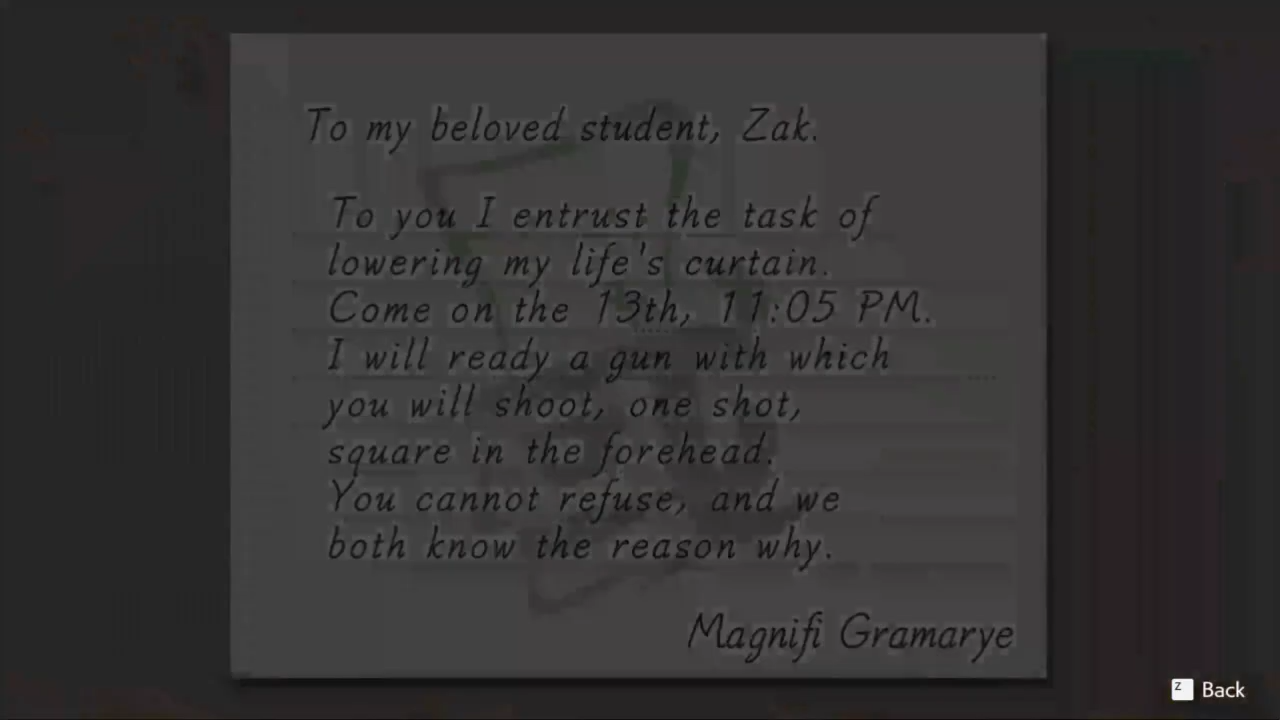 To my beloved student, Zak.
To you I entrust the task of
lowering my life's curtain.
Come on the 13th, 11:05 PM.
I will ready a gun with which
you will shoot, one shot,
square in the forehead.
You cannot refuse, and we
both know the reason why.
Magnifi Gramarye
Z Back